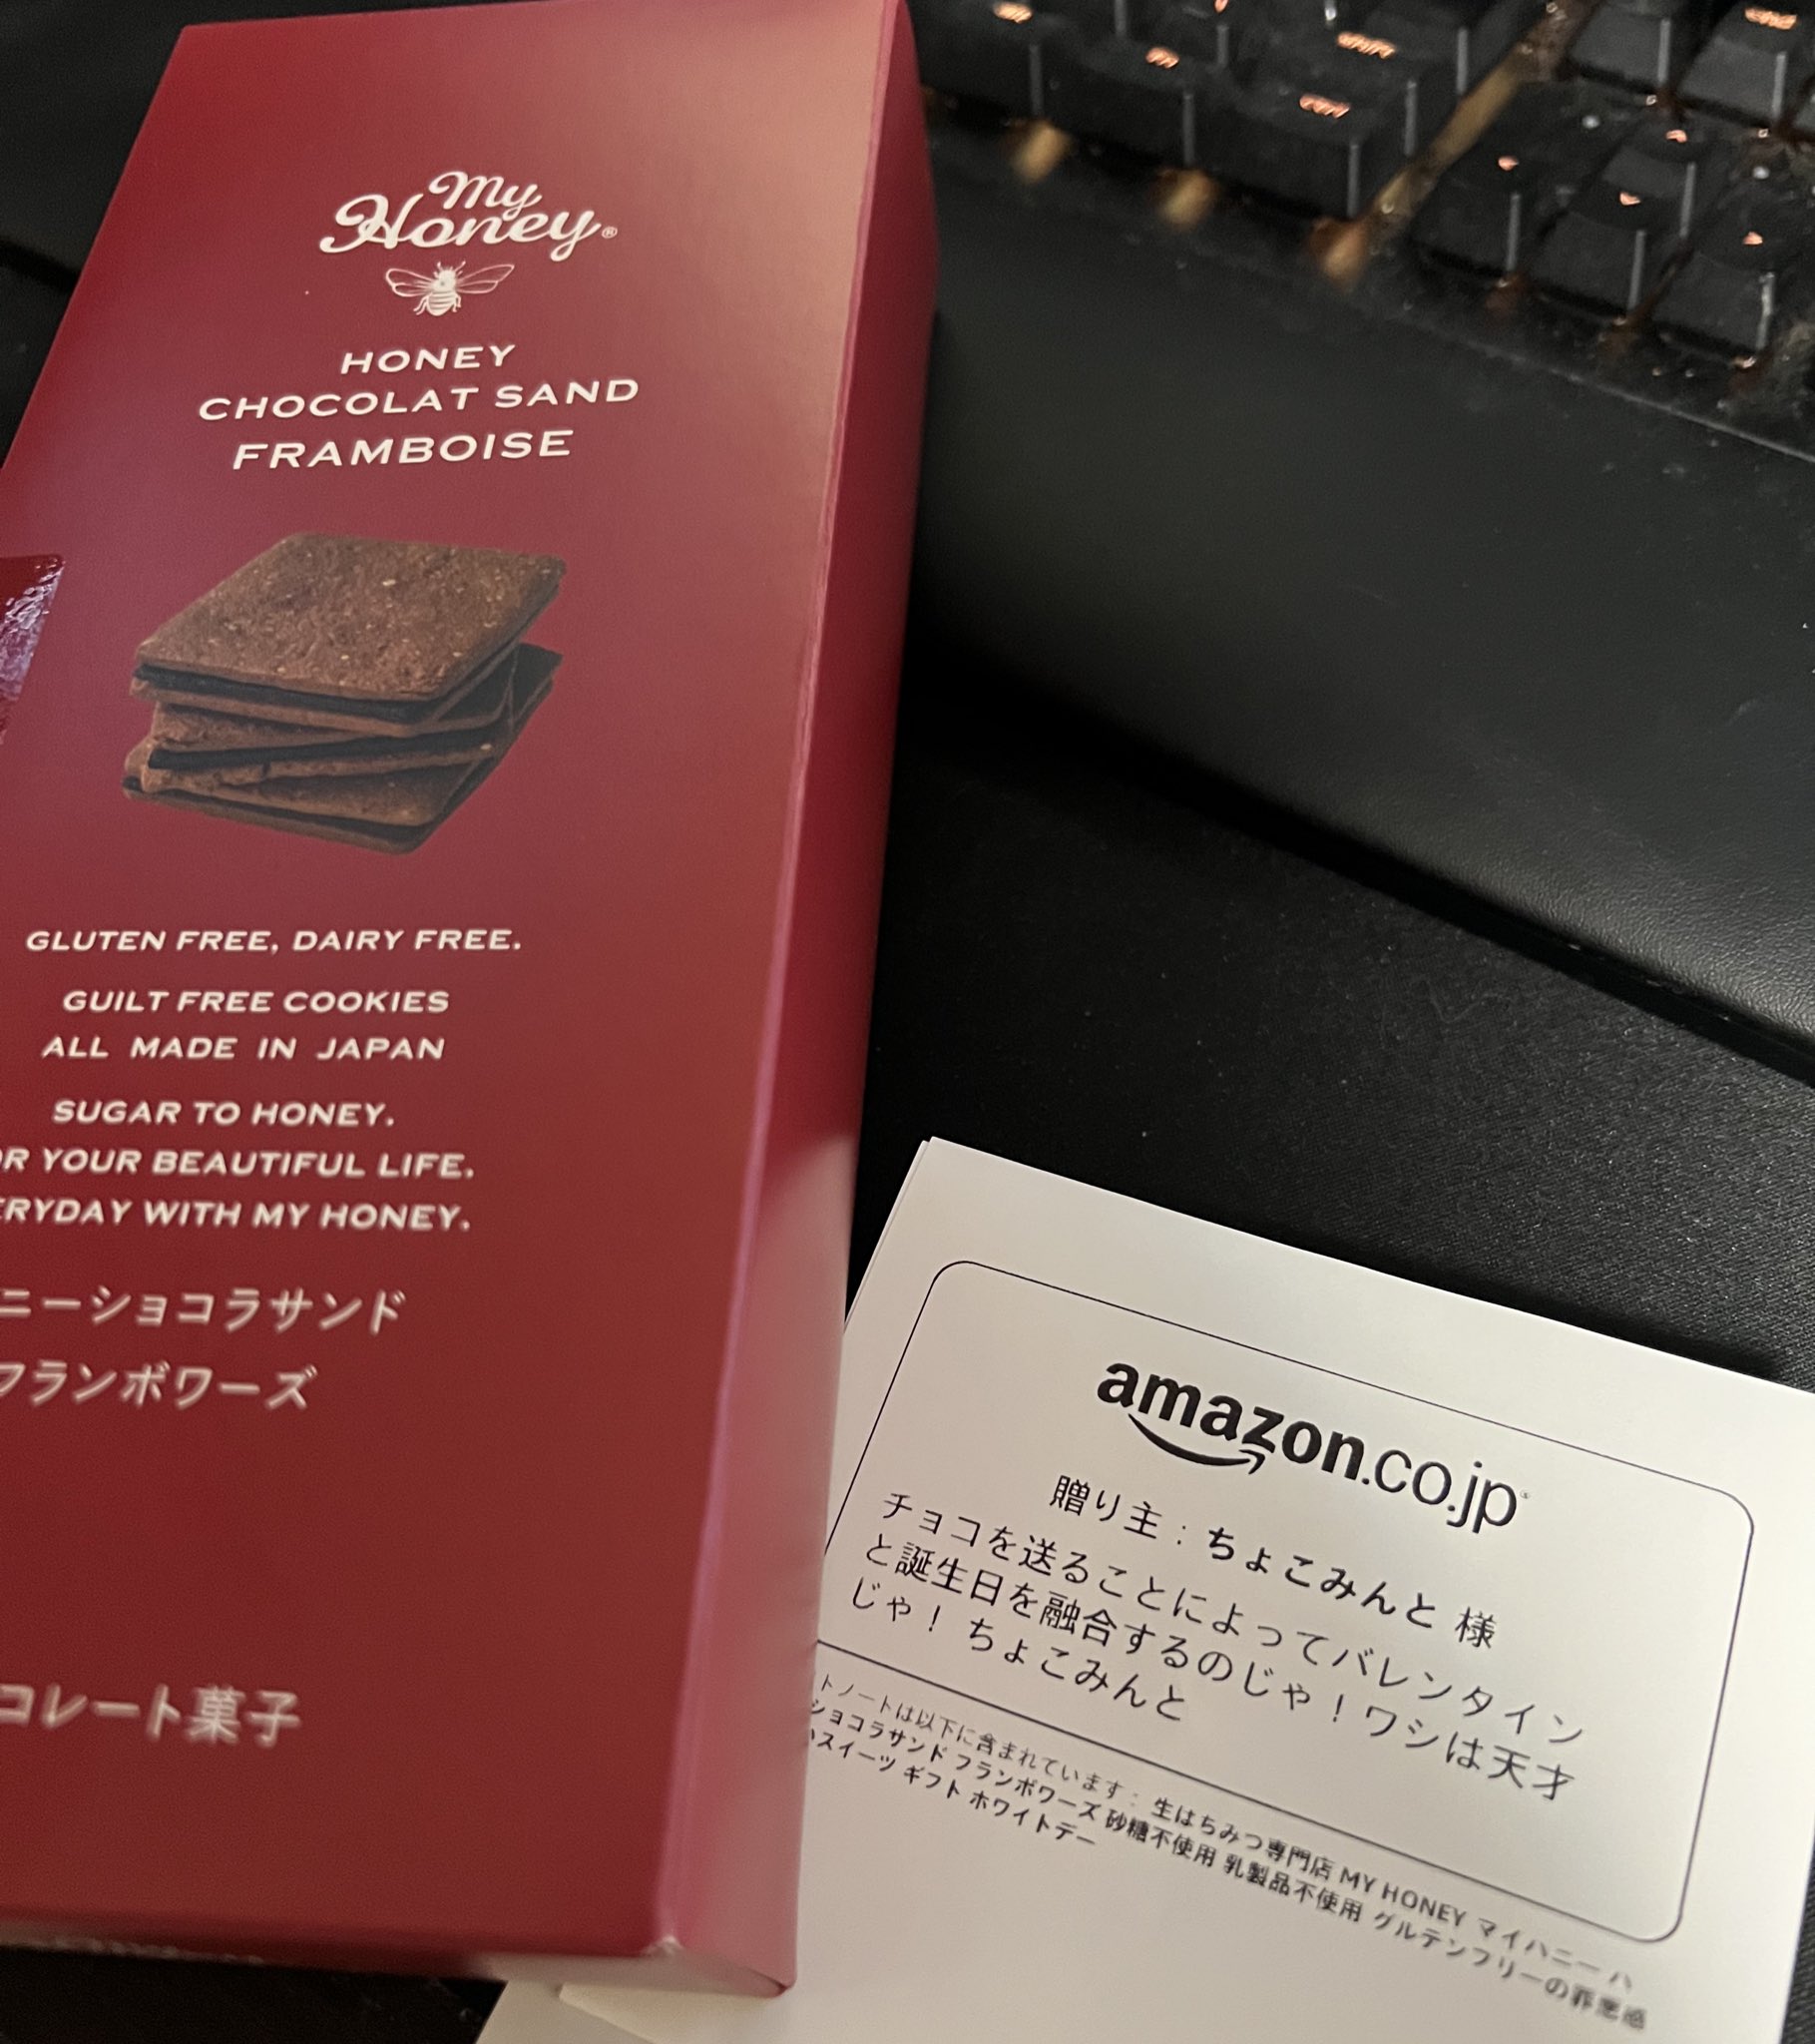 My
Honey®
HONEY
CHOCOLAT SAND
FRAMBOISE
GLUTEN FREE, DAIRY FREE.
GUILT FREE COOKIES
ALL MADE IN JAPAN
SUGAR TO HONEY.
OR YOUR BEAUTIFUL LIFE.
ERYDAY WITH MY HONEY.
ニーショコラサンド
フランボワーズ
コレート菓子
amazon.co.jp
贈り主 : ちょこみんと 様
チョコを送ることによってバレンタイン
と誕生日を融合するのじゃ！ワシは天才
じゃ！ ちょこみんと
トノートは以下に含まれています : 生はちみつ専門店 MY HONEY マイハニー ハ
ショコラサンド フランボワーズ 砂糖不使用 乳製品不使用 グルテンフリーの罪悪感
スイーツ ギフト ホワイトデー